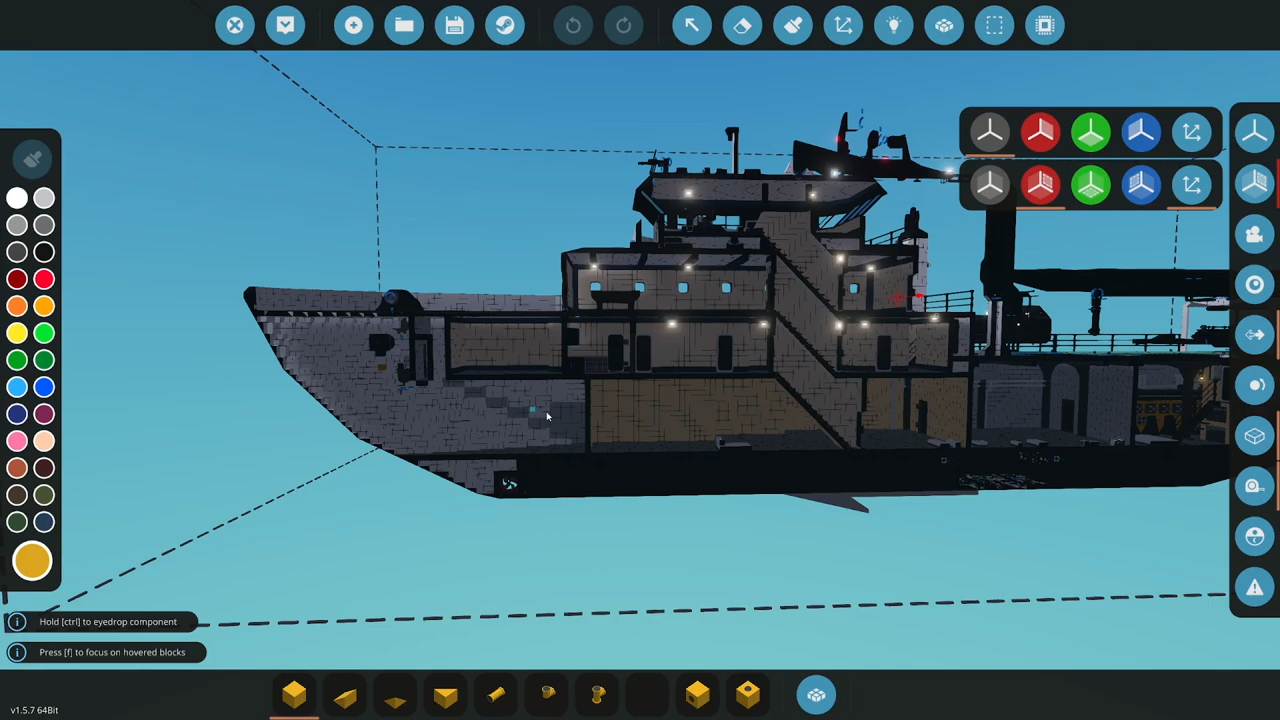 Hold [ctrl] to eyedrop component
Press [f] to focus on hovered blocks
v1.5.7 64Bit